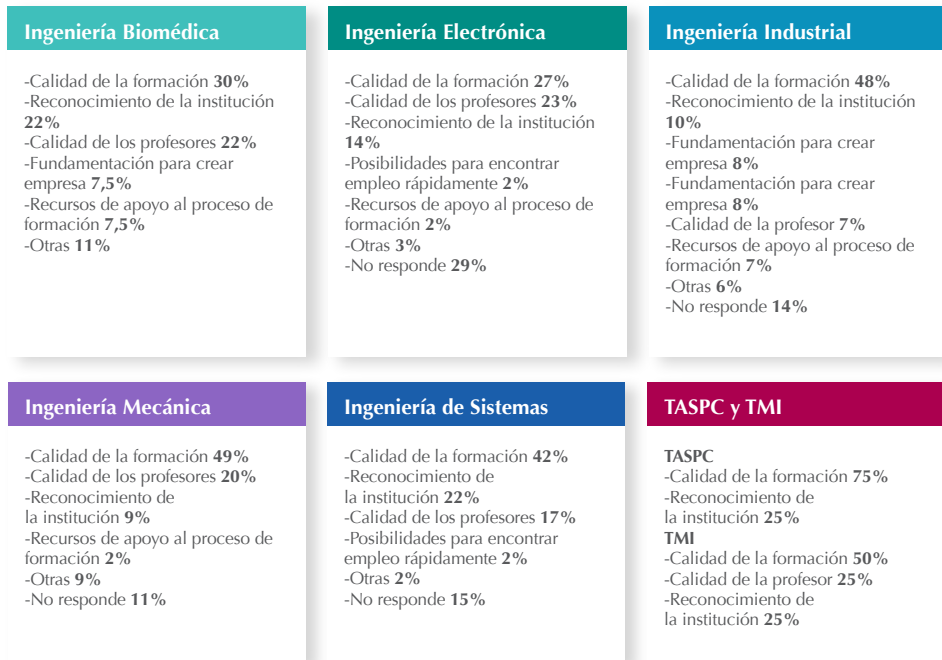 Ingeniería Biomédica
-Calidad de la formación 30%
-Reconocimiento de la institución
22%
-Calidad de los profesores 22%
-Fundamentación para crear
empresa 7,5%
-Recursos de apoyo al proceso de
formación 7,5%
-Otras 11%
Ingeniería Electrónica
-Calidad de la formación 27%
-Calidad de los profesores 23%
-Reconocimiento de la institución
14%
-Posibilidades para encontrar
empleo rápidamente 2%
-Recursos de apoyo al proceso de
formación 2%
-Otras 3%
-No responde 29%
Ingeniería Industrial
-Calidad de la formación 48%
-Reconocimiento de la institución
10%
-Fundamentación para crear
empresa 8%
-Fundamentación para crear
empresa 8%
-Calidad de la profesor 7%
-Recursos de apoyo al proceso de
formación 7%
-Otras 6%
-No responde 14%
Ingeniería Mecánica
-Calidad de la formación 49%
-Calidad de los profesores 20%
-Reconocimiento de
la institución 9%
-Recursos de apoyo al proceso de
formación 2%
-Otras 9%
-No responde 11%
Ingeniería de Sistemas
-Calidad de la formación 42%
-Reconocimiento de
la institución 22%
-Calidad de los profesores 17%
-Posibilidades para encontrar
empleo rápidamente 2%
-Otras 2%
-No responde 15%
TASPC y TMI
TASPC
-Calidad de la formación 75%
-Reconocimiento de
la institución 25%
TMI
-Calidad de la formación 50%
-Calidad de la profesor 25%
-Reconocimiento de
la institución 25%